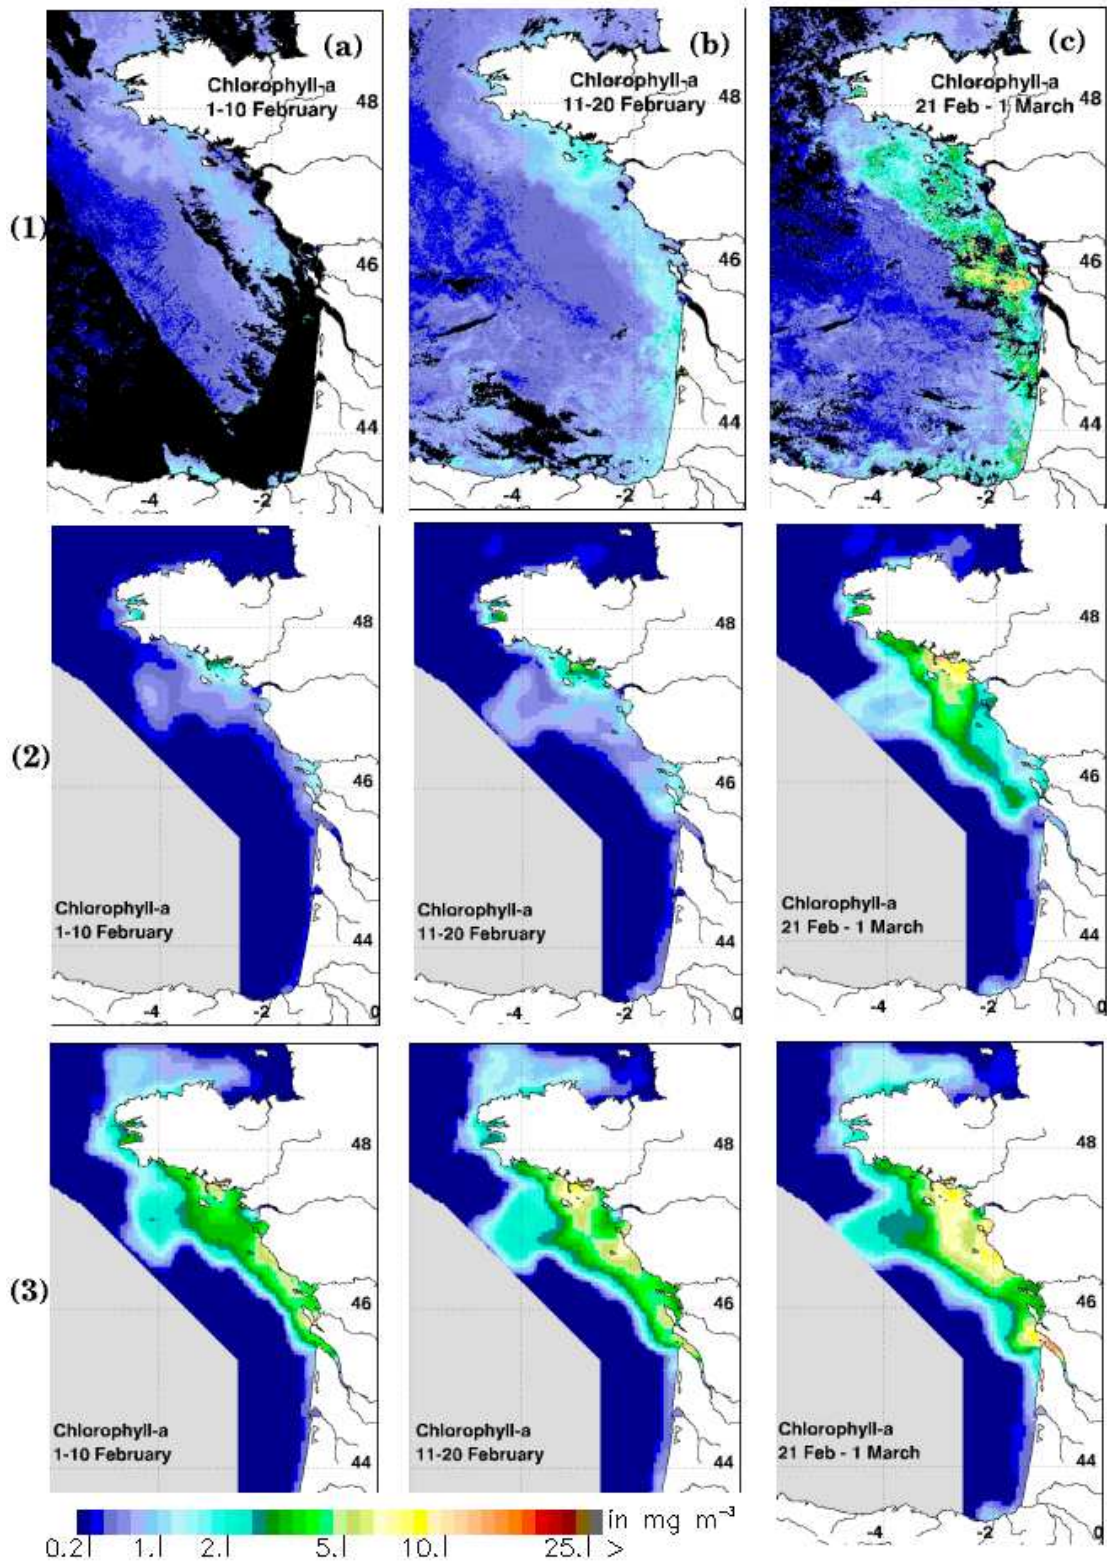 (a)
(b)
(c)
Chlorophyll-a
1-10 February
48
Chlorophyll-a
11-20 February
48
Chlorophyll-a
21 Feb - 1 March
48
(1)
46
46
46
44
44
44
-4
-2
-4
-2
-4
-2
48
48
48
(2)
46
46
46
Chlorophyll-a
1-10 February
44
Chlorophyll-a
11-20 February
44
Chlorophyll-a
21 Feb - 1 March
44
-4
-2
0
-4
-2
0
-4
-2
0
48
48
48
(3)
46
46
46
Chlorophyll-a
1-10 February
44
Chlorophyll-a
11-20 February
44
Chlorophyll-a
21 Feb - 1 March
44
-4
-2
0
in mg m⁻³
0.2| 1.| 2.| 5.| 10.| 25.| >